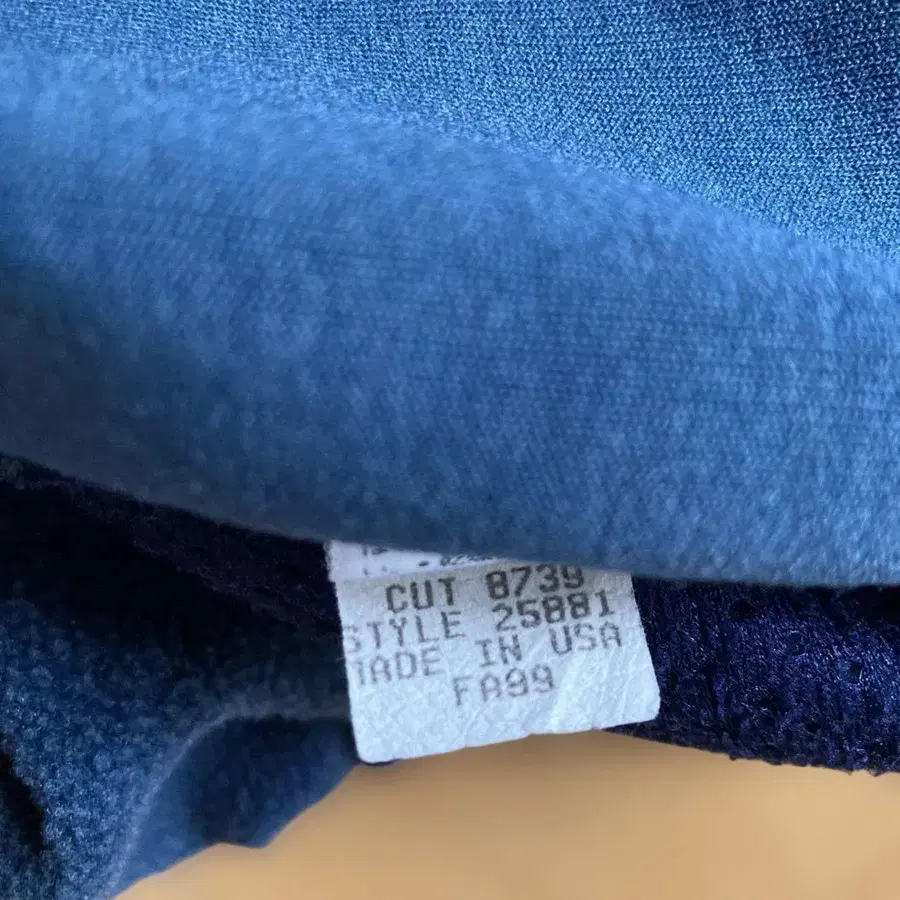 CUT 8739
STYLE 25881
MADE IN USA
FA99